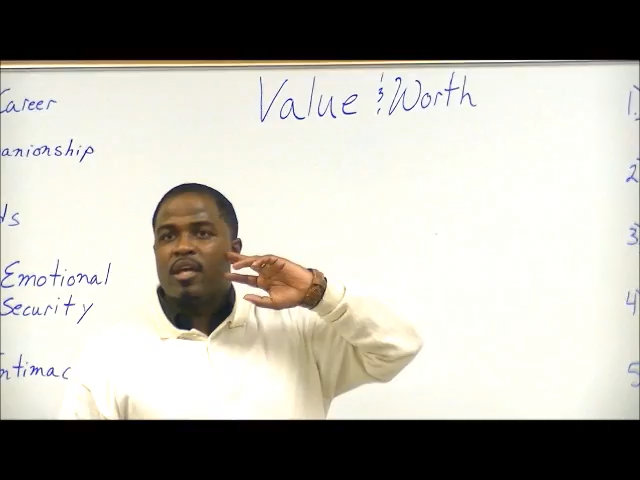 Value & Worth
Career
anionship
ds
Emotional
Security
ntimac
1.
2
3
4
5